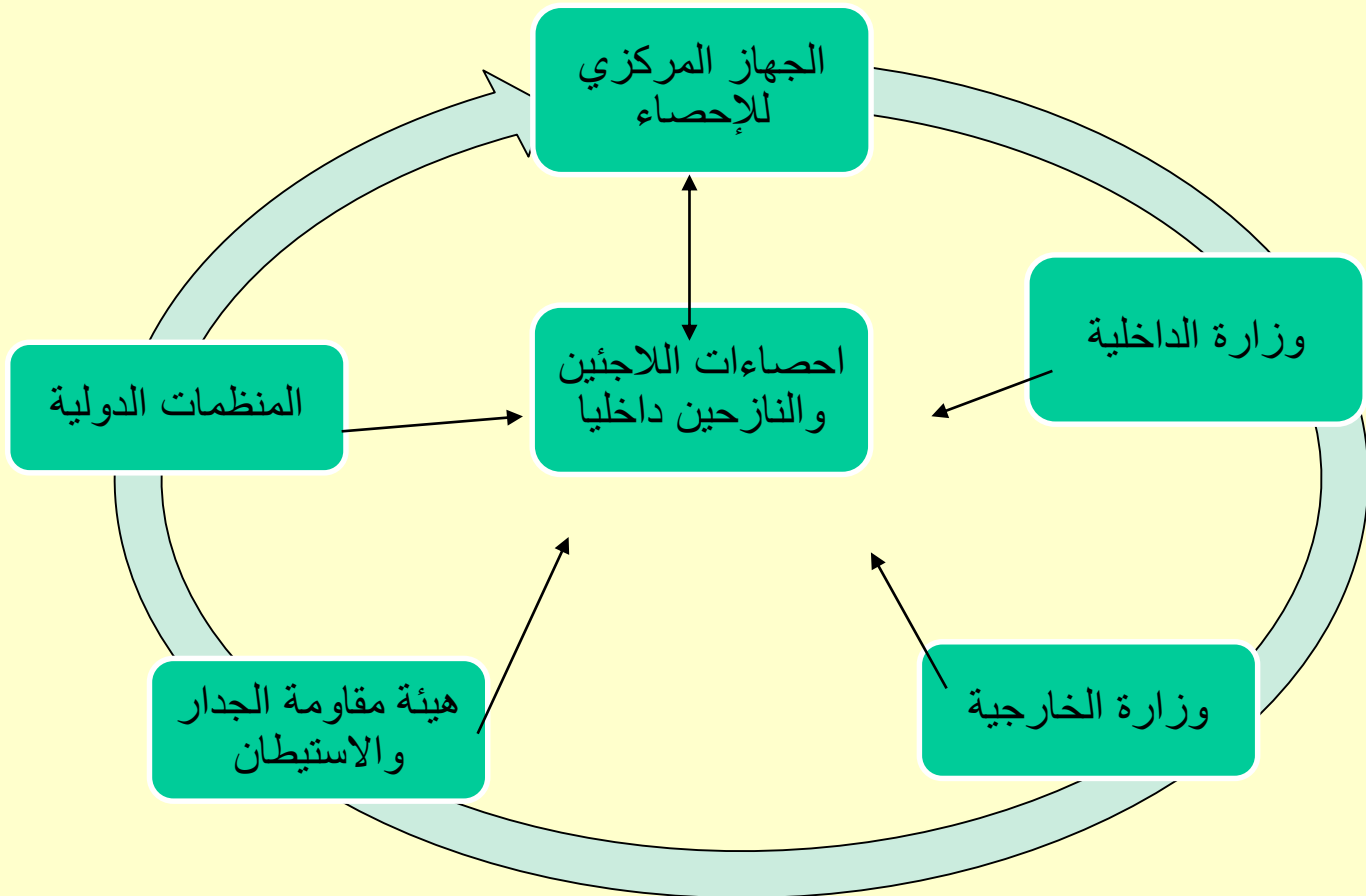 الجهاز المركزي
للإحصاء
وزارة الداخلية
احصاءات اللاجئين
والنازحين داخليا
المنظمات الدولية
هيئة مقاومة الجدار
والاستيطان
وزارة الخارجية